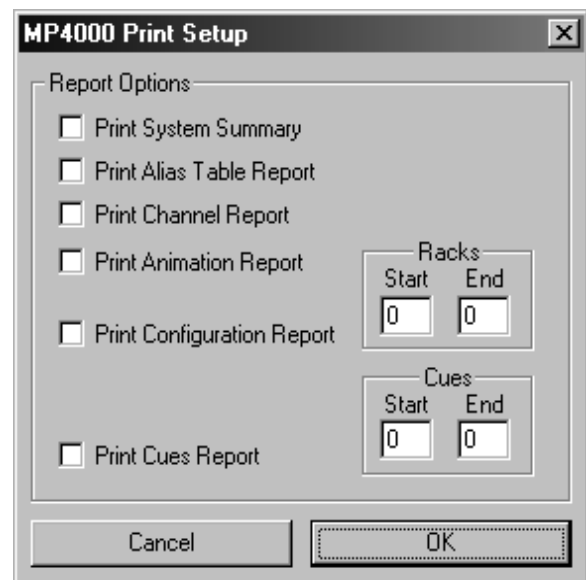 MP4000 Print Setup
Report Options
Print System Summary
Print Alias Table Report
Print Channel Report
Print Animation Report
Racks
Start End
0 0
Print Configuration Report
Cues
Start End
0 0
Print Cues Report
Cancel OK